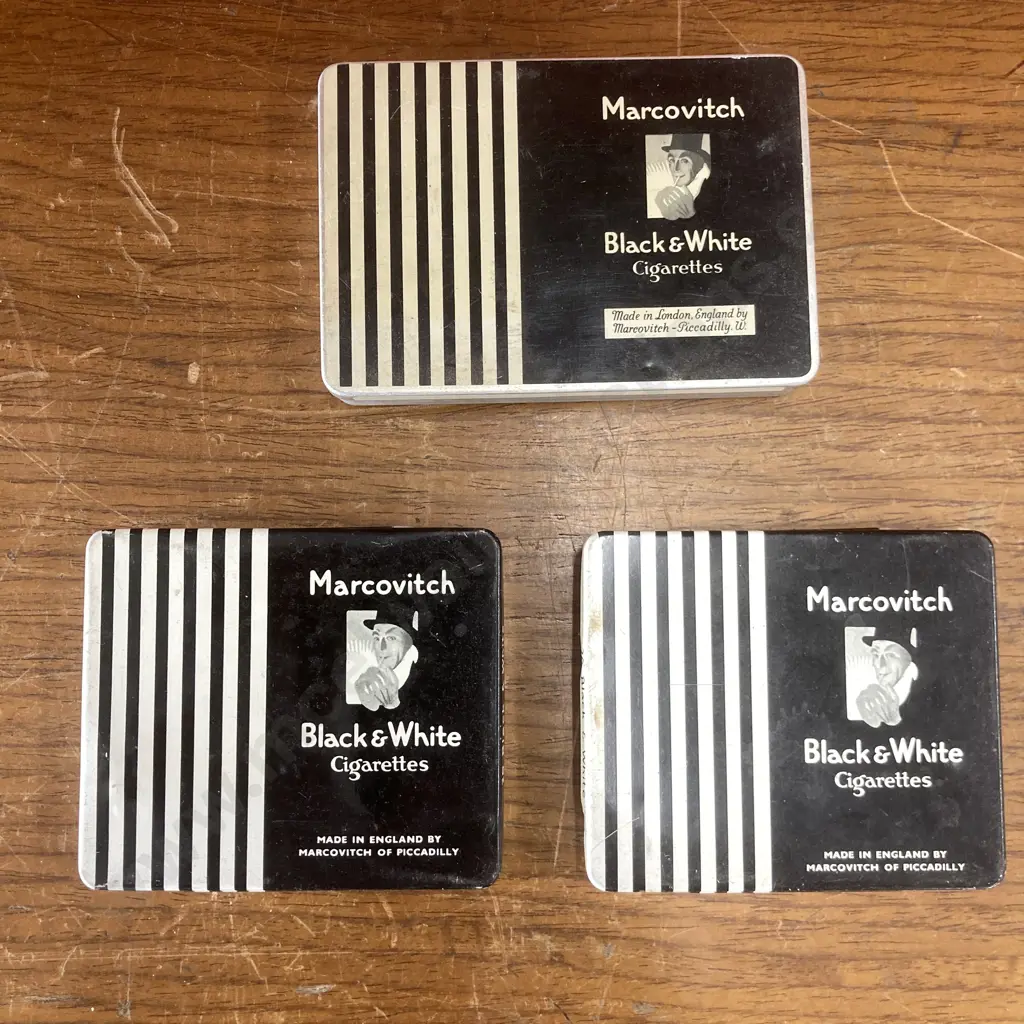 Marcovitch
Black & White
Cigarettes
Made in London, England by
Marcovitch - Piccadilly. W.
Marcovitch
Black & White
Cigarettes
MADE IN ENGLAND BY
MARCOVITCH OF PICCADILLY
Marcovitch
Black & White
Cigarettes
MADE IN ENGLAND BY
MARCOVITCH OF PICCADILLY